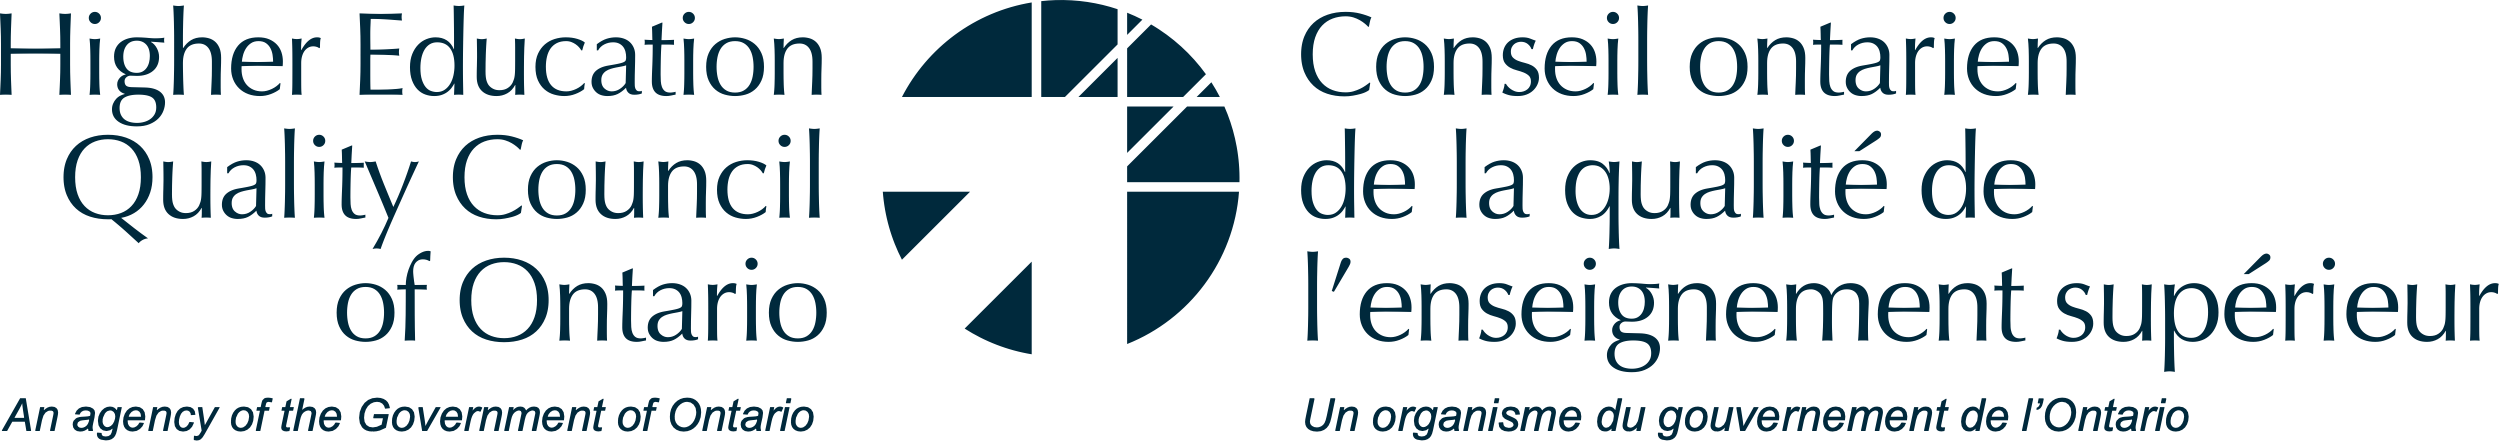 Higher Education
Quality Council
of Ontario
An agency of the Government of Ontario
Conseil ontarien
de la qualité de
l’enseignement supérieur
Un organisme du gouvernement de l’Ontario